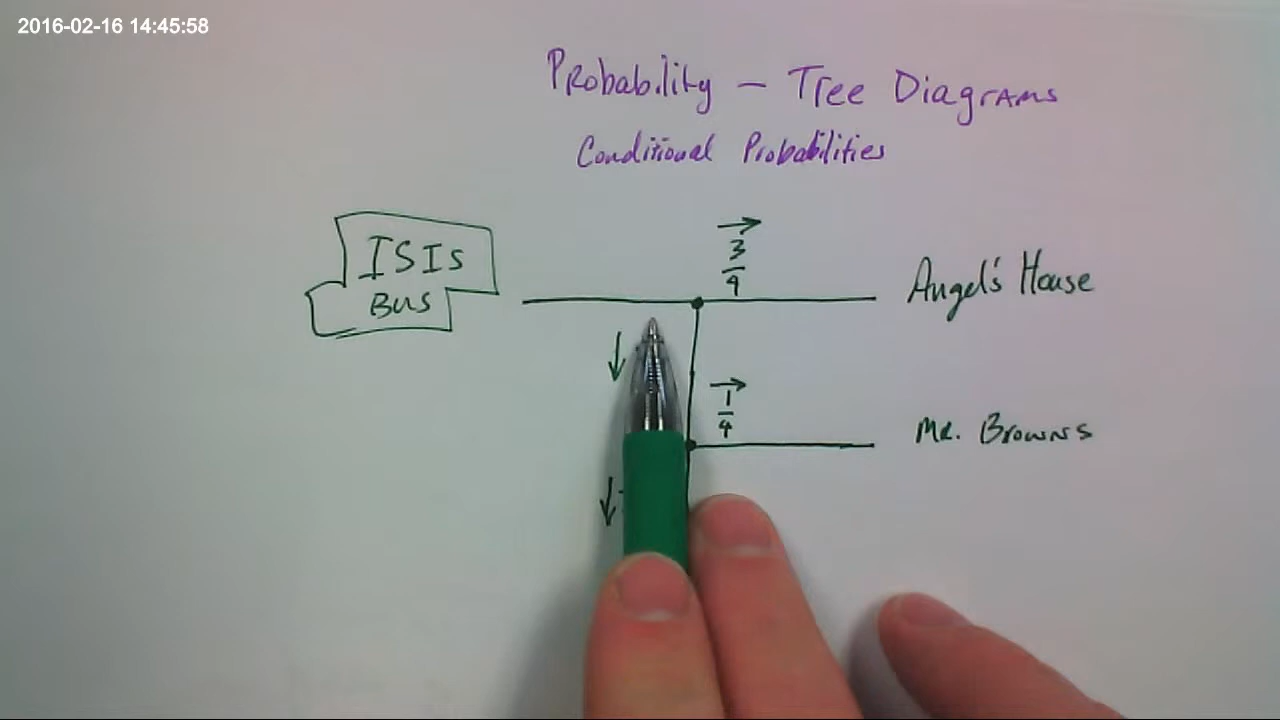 2016-02-16 14:45:58
Probability - Tree Diagrams
Conditional Probabilities
ISIs
Bus
3/4
Angel's House
1/4
Mr. Browns